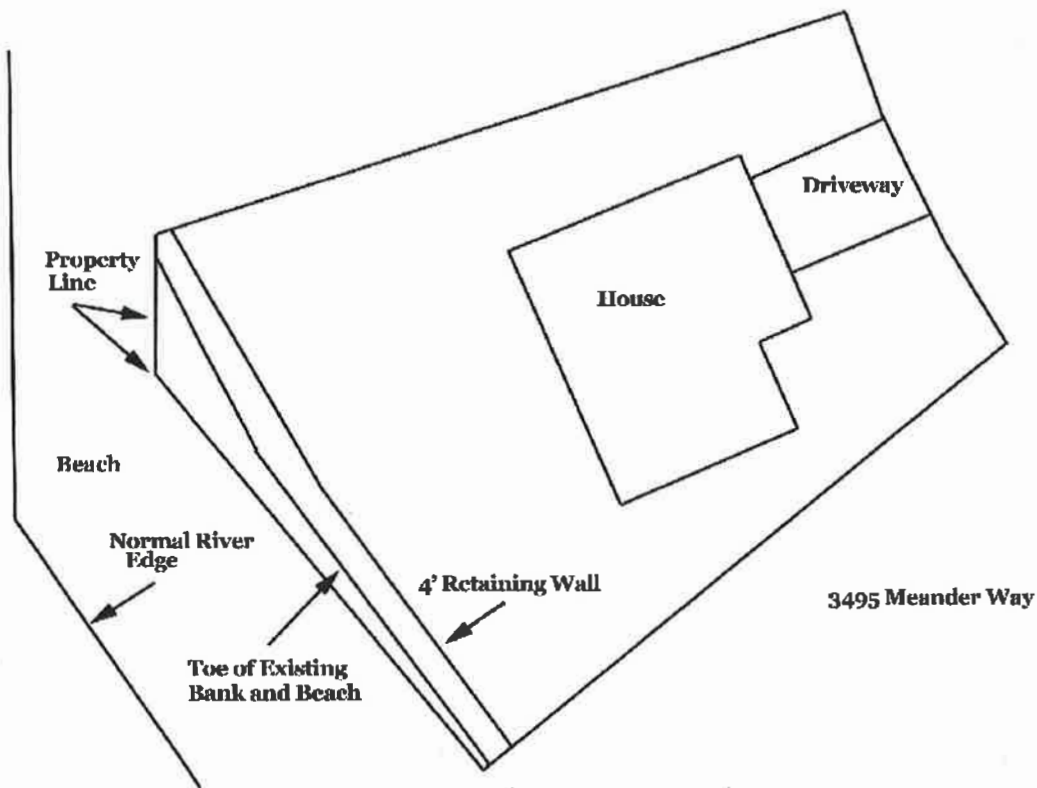 Driveway
Property
Line
House
Beach
Normal River
Edge
4' Retaining Wall
3495 Meander Way
Toe of Existing
Bank and Beach